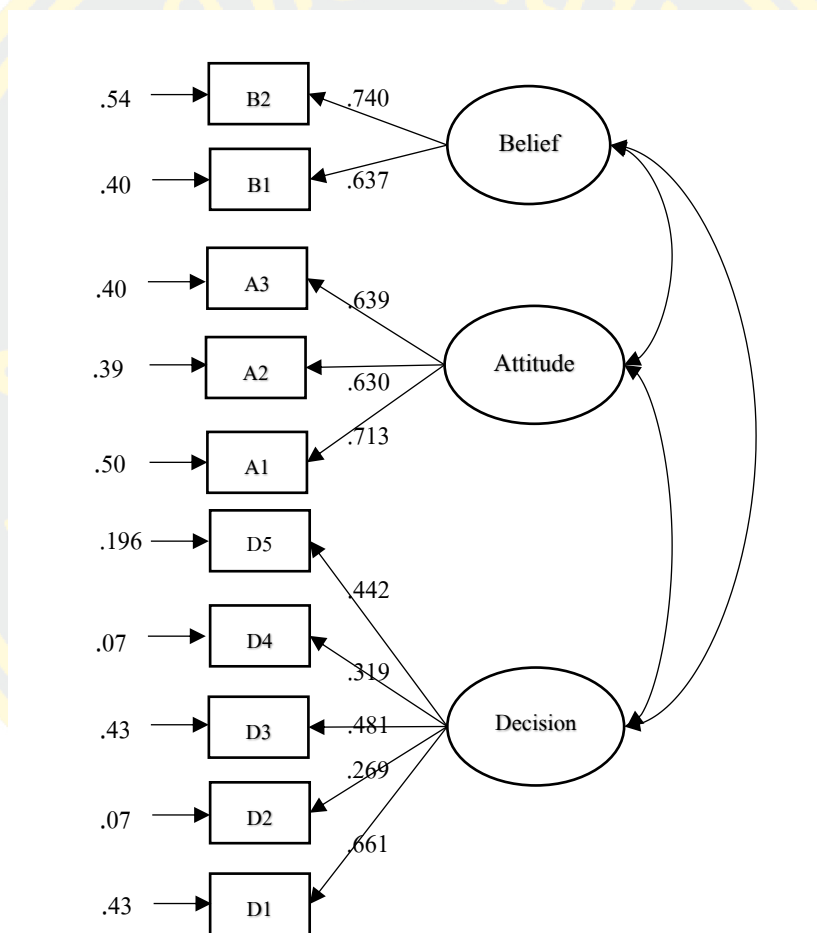 .54 B2 .740 Belief
.40 B1 .637
.40 A3 .639
.39 A2 .630 Attitude
.50 A1 .713
.196 D5 .442
.07 D4 .319
.43 D3 .481 Decision
.07 D2 .269
.43 D1 .661